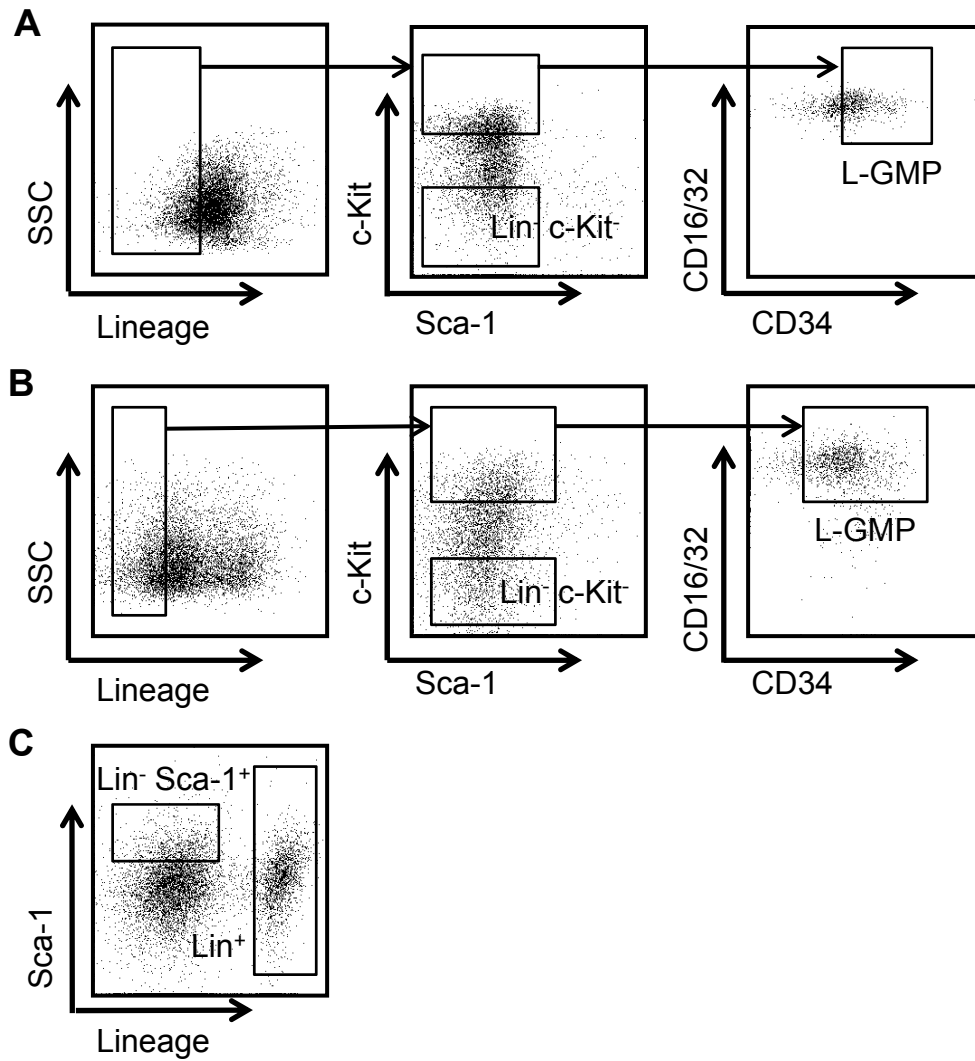 A
SSC
Lineage
c-Kit
Lin⁻ c-Kit⁻
Sca-1
CD16/32
L-GMP
CD34
B
SSC
Lineage
c-Kit
Lin⁻ c-Kit⁻
Sca-1
CD16/32
L-GMP
CD34
C
Lin⁻ Sca-1⁺
Lin⁺
Sca-1
Lineage